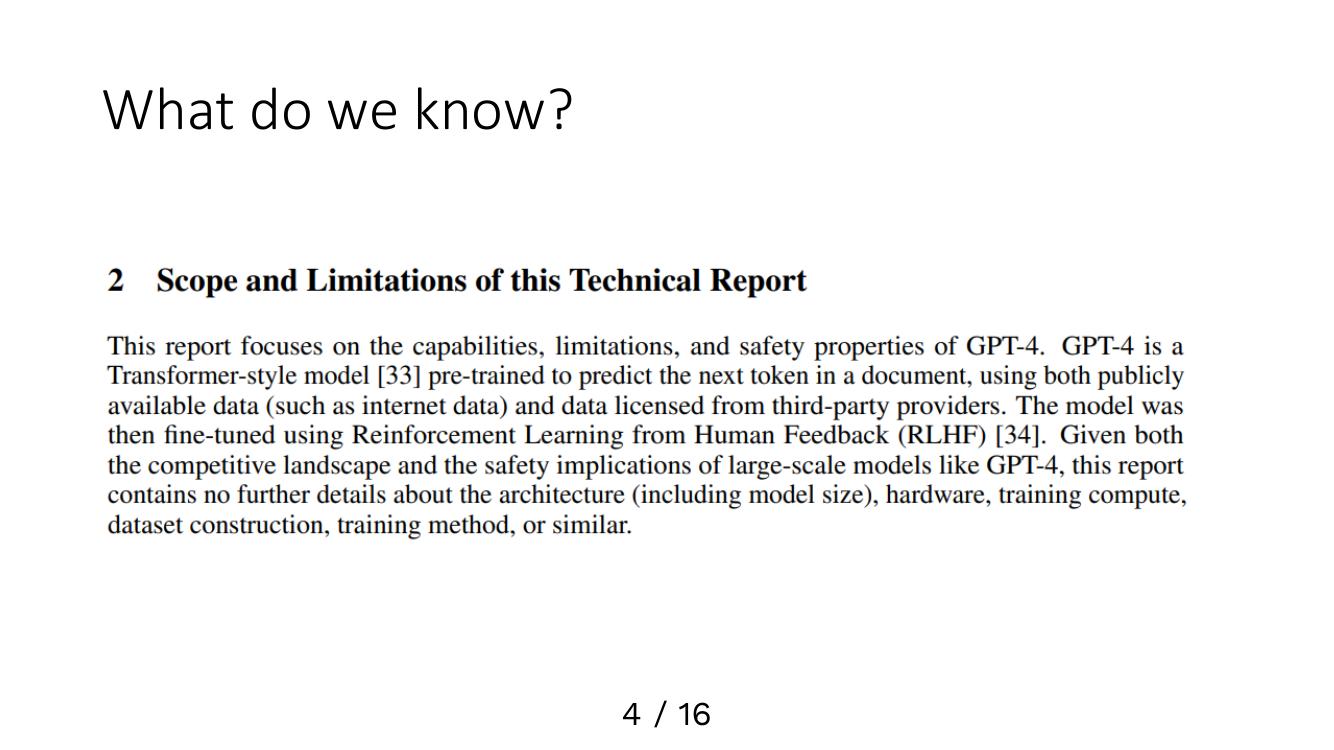 What do we know?
2 Scope and Limitations of this Technical Report
This report focuses on the capabilities, limitations, and safety properties of GPT-4. GPT-4 is a
Transformer-style model [33] pre-trained to predict the next token in a document, using both publicly
available data (such as internet data) and data licensed from third-party providers. The model was
then fine-tuned using Reinforcement Learning from Human Feedback (RLHF) [34]. Given both
the competitive landscape and the safety implications of large-scale models like GPT-4, this report
contains no further details about the architecture (including model size), hardware, training compute,
dataset construction, training method, or similar.
4 / 16